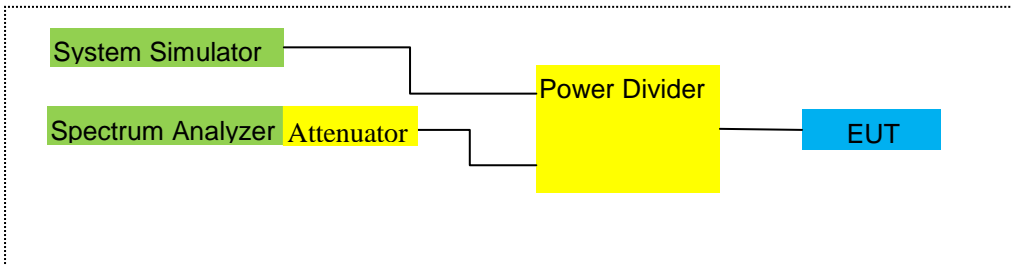 System Simulator
Power Divider
Spectrum Analyzer Attenuator
EUT